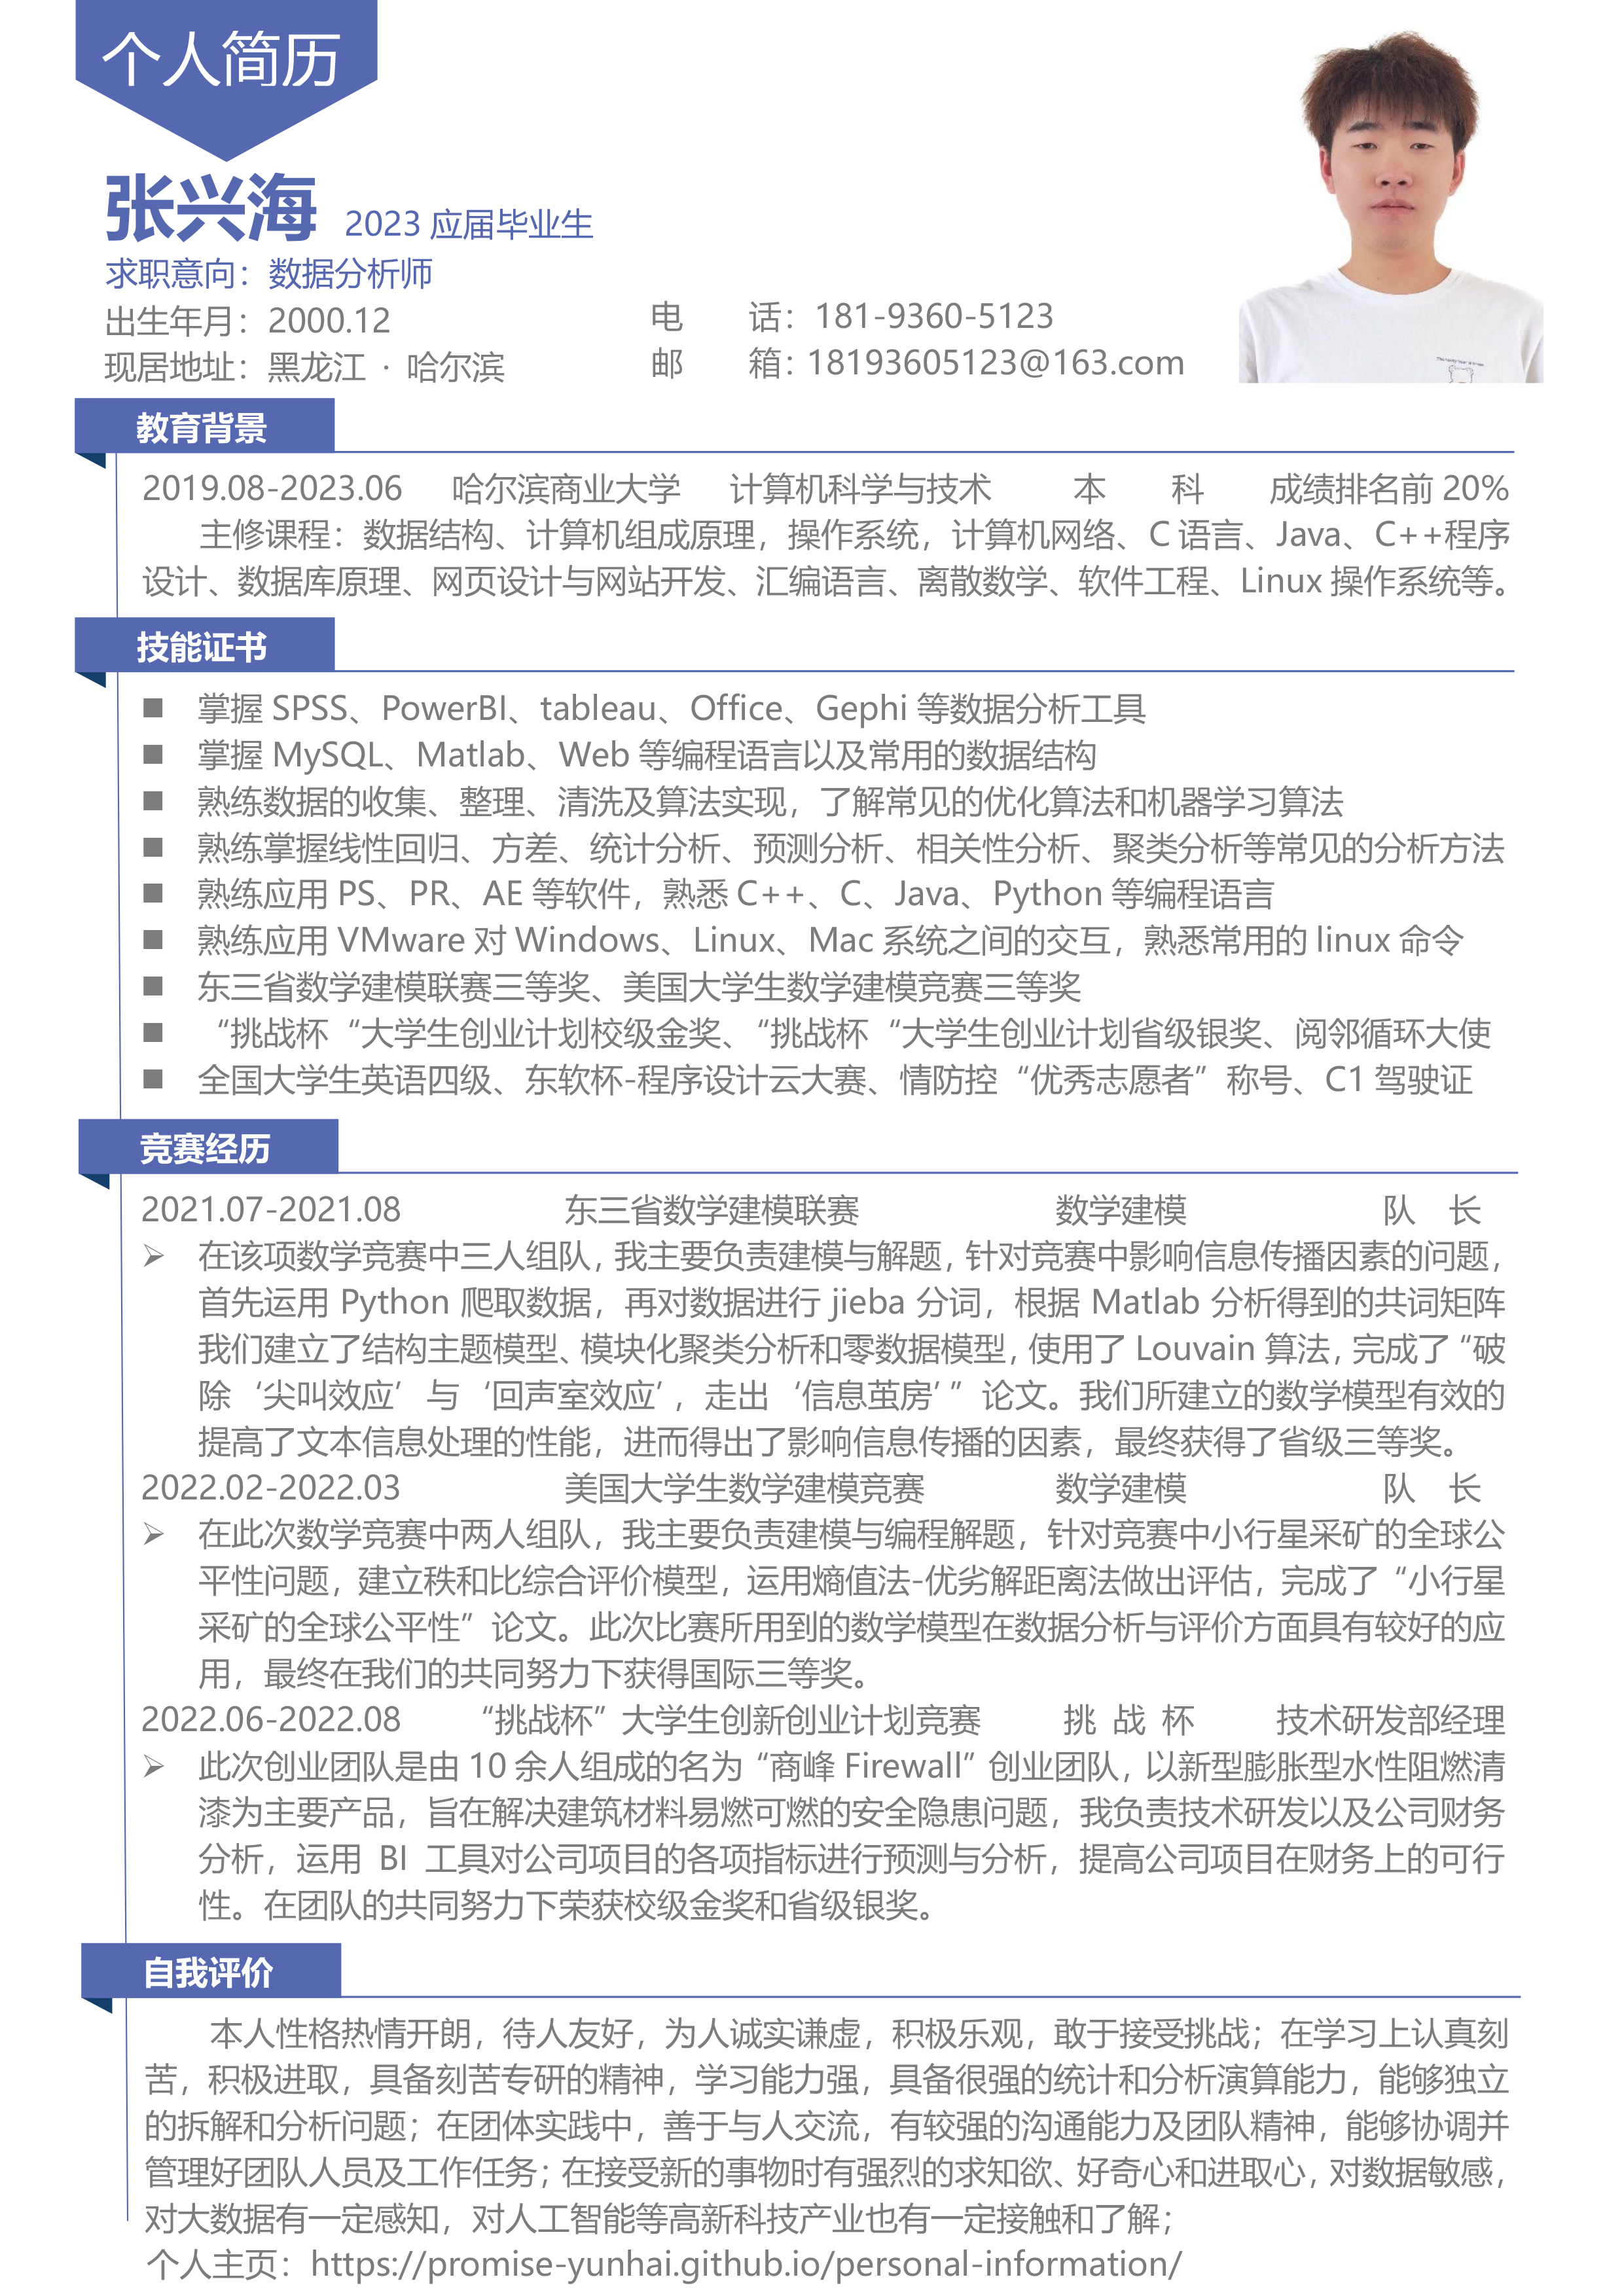 个人简历
张兴海 2023 应届毕业生
求职意向：数据分析师
出生年月：2000.12 电 话：181-9360-5123
现居地址：黑龙江 · 哈尔滨 邮 箱：18193605123@163.com
教育背景
2019.08-2023.06 哈尔滨商业大学 计算机科学与技术 本 科 成绩排名前 20%
主修课程：数据结构、计算机组成原理，操作系统，计算机网络、C 语言、Java、C++程序
设计、数据库原理、网页设计与网站开发、汇编语言、离散数学、软件工程、Linux 操作系统等。
技能证书
■ 掌握 SPSS、PowerBI、tableau、Office、Gephi 等数据分析工具
■ 掌握 MySQL、Matlab、Web 等编程语言以及常用的数据结构
■ 熟练数据的收集、整理、清洗及算法实现，了解常见的优化算法和机器学习算法
■ 熟练掌握线性回归、方差、统计分析、预测分析、相关性分析、聚类分析等常见的分析方法
■ 熟练应用 PS、PR、AE 等软件，熟悉 C++、C、Java、Python 等编程语言
■ 熟练应用 VMware 对 Windows、Linux、Mac 系统之间的交互，熟悉常用的 linux 命令
■ 东三省数学建模联赛三等奖、美国大学生数学建模竞赛三等奖
■ “挑战杯“大学生创业计划校级金奖、“挑战杯“大学生创业计划省级银奖、阅邻循环大使
■ 全国大学生英语四级、东软杯-程序设计云大赛、情防控“优秀志愿者”称号、C1 驾驶证
竞赛经历
2021.07-2021.08 东三省数学建模联赛 数学建模 队 长
➢ 在该项数学竞赛中三人组队，我主要负责建模与解题，针对竞赛中影响信息传播因素的问题，
首先运用 Python 爬取数据，再对数据进行 jieba 分词，根据 Matlab 分析得到的共词矩阵
我们建立了结构主题模型、模块化聚类分析和零数据模型，使用了 Louvain 算法，完成了“破
除‘尖叫效应’与‘回声室效应’，走出‘信息茧房’”论文。我们所建立的数学模型有效的
提高了文本信息处理的性能，进而得出了影响信息传播的因素，最终获得了省级三等奖。
2022.02-2022.03 美国大学生数学建模竞赛 数学建模 队 长
➢ 在此次数学竞赛中两人组队，我主要负责建模与编程解题，针对竞赛中小行星采矿的全球公
平性问题，建立秩和比综合评价模型，运用熵值法-优劣解距离法做出评估，完成了“小行星
采矿的全球公平性”论文。此次比赛所用到的数学模型在数据分析与评价方面具有较好的应
用，最终在我们的共同努力下获得国际三等奖。
2022.06-2022.08 “挑战杯”大学生创新创业计划竞赛 挑 战 杯 技术研发部经理
➢ 此次创业团队是由 10 余人组成的名为“商峰 Firewall”创业团队，以新型膨胀型水性阻燃清
漆为主要产品，旨在解决建筑材料易燃可燃的安全隐患问题，我负责技术研发以及公司财务
分析，运用 BI 工具对公司项目的各项指标进行预测与分析，提高公司项目在财务上的可行
性。在团队的共同努力下荣获校级金奖和省级银奖。
自我评价
本人性格热情开朗，待人友好，为人诚实谦虚，积极乐观，敢于接受挑战；在学习上认真刻
苦，积极进取，具备刻苦专研的精神，学习能力强，具备很强的统计和分析演算能力，能够独立
的拆解和分析问题；在团体实践中，善于与人交流，有较强的沟通能力及团队精神，能够协调并
管理好团队人员及工作任务；在接受新的事物时有强烈的求知欲、好奇心和进取心，对数据敏感，
对大数据有一定感知，对人工智能等高新科技产业也有一定接触和了解；
个人主页：https://promise-yunhai.github.io/personal-information/